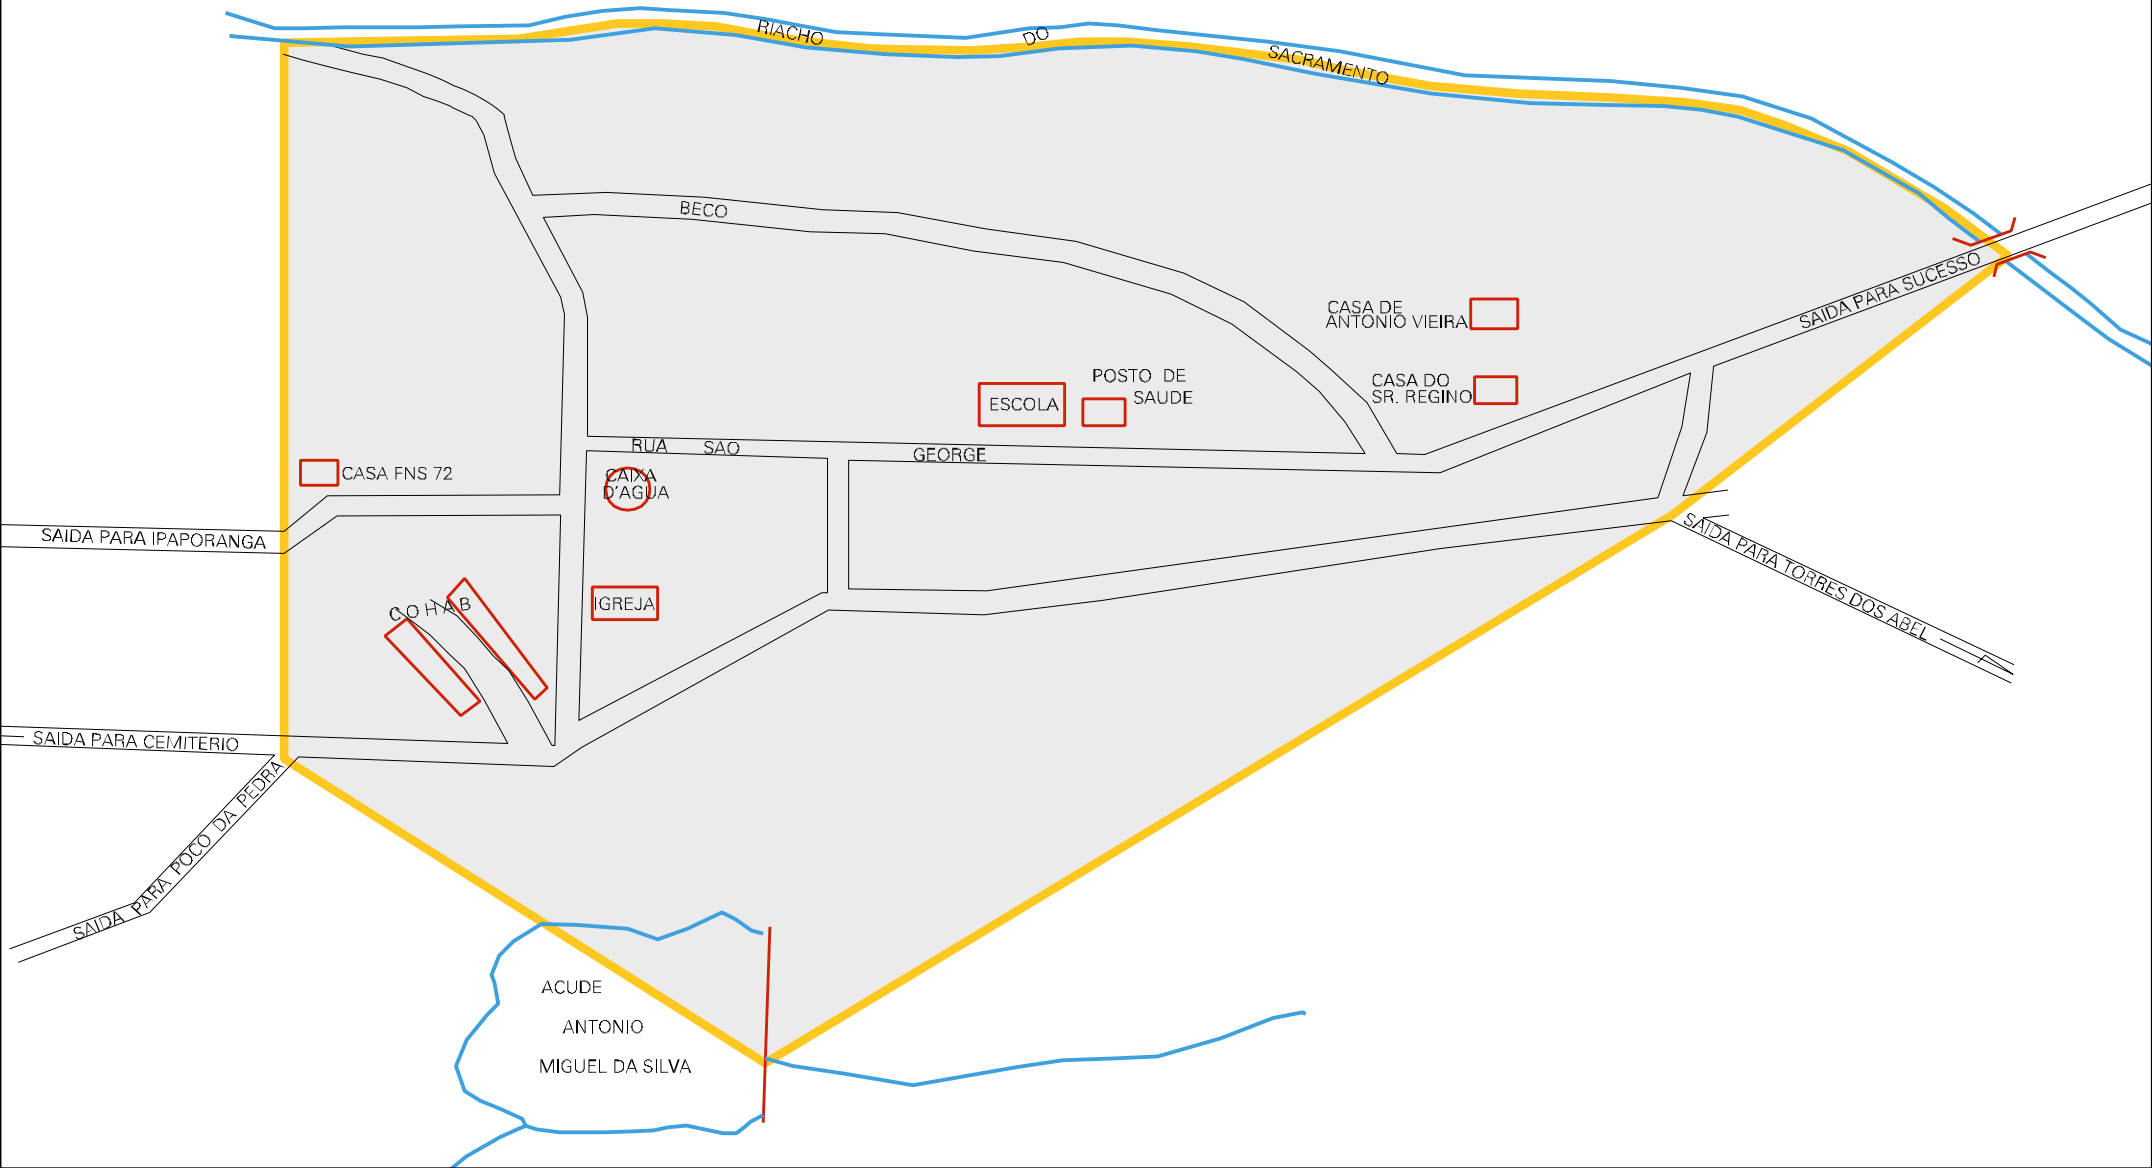 RIACHO DO SACRAMENTO
BECO
SAIDA PARA SUCESSO
CASA DE
ANTONIO VIEIRA
POSTO DE
SAUDE
CASA DO
SR. REGINO
ESCOLA
RUA SAO GEORGE
CASA FNS 72
CAIXA
D'AGUA
SAIDA PARA IPAPORANGA
SAIDA PARA TORRES DOS ABEL
COHAB
IGREJA
SAIDA PARA CEMITERIO
SAIDA PARA POCO DA PEDRA
ACUDE
ANTONIO
MIGUEL DA SILVA